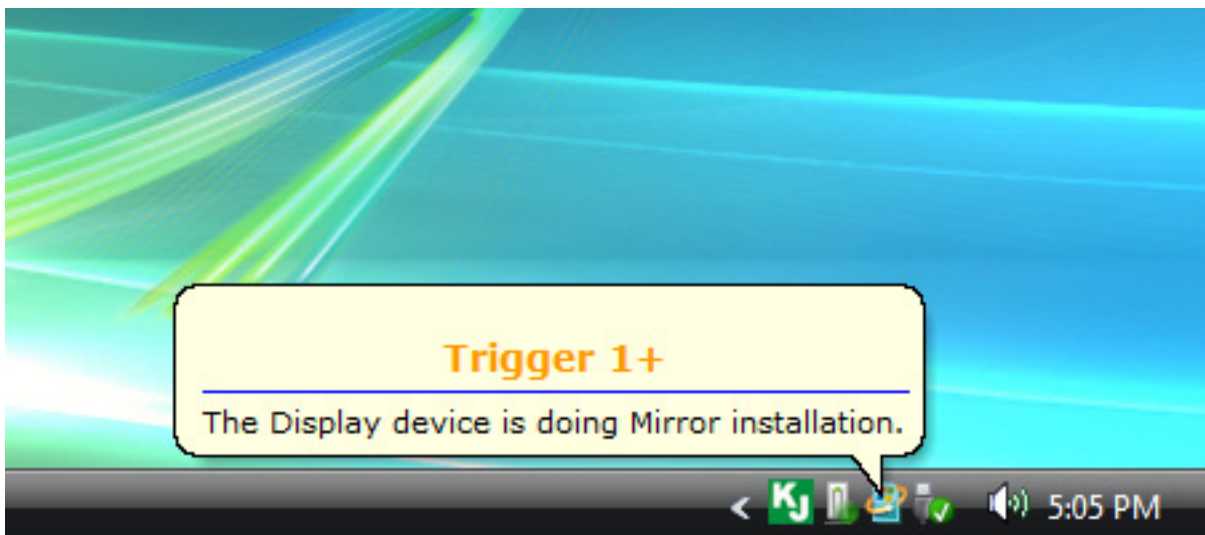 Trigger 1+
The Display device is doing Mirror installation.
KJ 5:05 PM